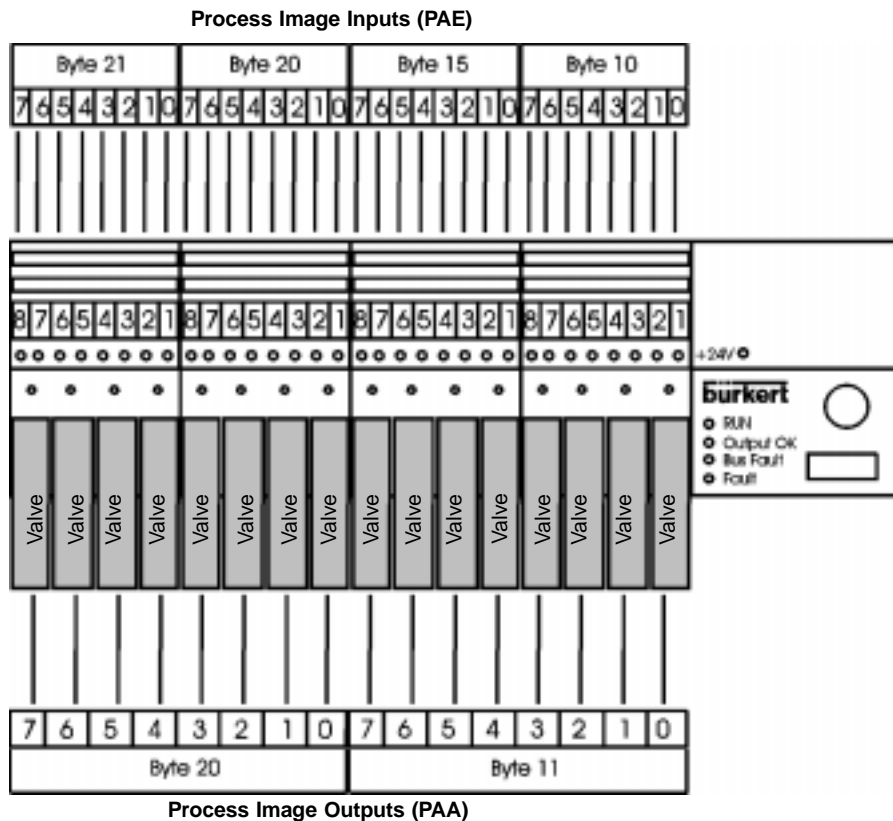 Process Image Inputs (PAE)
Byte 21 Byte 20 Byte 15 Byte 10
7 6 5 4 3 2 1 0 7 6 5 4 3 2 1 0 7 6 5 4 3 2 1 0 7 6 5 4 3 2 1 0
8 7 6 5 4 3 2 1 8 7 6 5 4 3 2 1 8 7 6 5 4 3 2 1 8 7 6 5 4 3 2 1
+24V
bürkert
RUN
Output OK
Bus Fault
Fault
Valve Valve Valve Valve Valve Valve Valve Valve Valve Valve Valve Valve Valve Valve Valve Valve
7 6 5 4 3 2 1 0 7 6 5 4 3 2 1 0
Byte 20 Byte 11
Process Image Outputs (PAA)